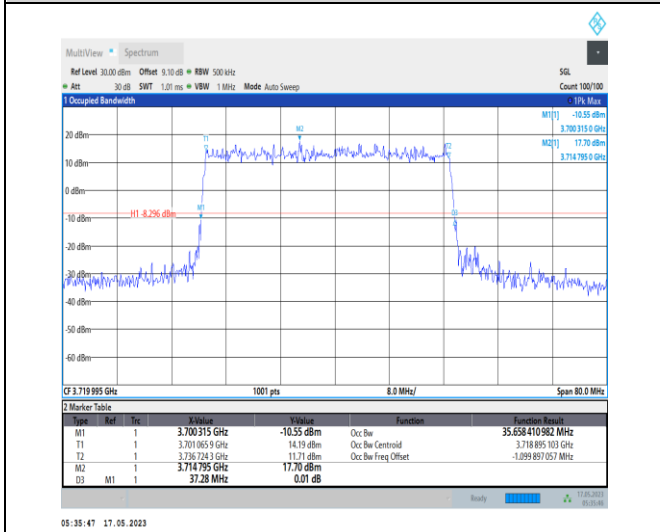 MultiView Spectrum
Ref Level 30.00 dBm Offset 9.10 dB RBW 500 kHz SGL
Att 30 dB SWT 1.01 ms VBW 1 MHz Mode Auto Sweep Count 100/100
1 Occupied Bandwidth 1Pk Max
M1[1] -10.55 dBm
3.700 315 0 GHz
M2[1] 17.70 dBm
3.714 795 0 GHz
20 dBm
M2
T1
T2
10 dBm
0 dBm
M1
D3
H1 -8.296 dBm
-10 dBm
-20 dBm
-30 dBm
-40 dBm
-50 dBm
-60 dBm
CF 3.719 995 GHz 1001 pts 8.0 MHz/ Span 80.0 MHz
2 Marker Table
Type Ref Trc X-Value Y-Value Function Function Result
M1 1 3.700 315 GHz -10.55 dBm Occ Bw 35.658 410 982 MHz
T1 1 3.701 065 9 GHz 14.19 dBm Occ Bw Centroid 3.718 895 103 GHz
T2 1 3.736 724 3 GHz 11.71 dBm Occ Bw Freq Offset -1.099 897 057 MHz
M2 1 3.714 795 GHz 17.70 dBm
D3 M1 1 37.28 MHz 0.01 dB
Ready 17.05.2023
05:35:46
05:35:47 17.05.2023